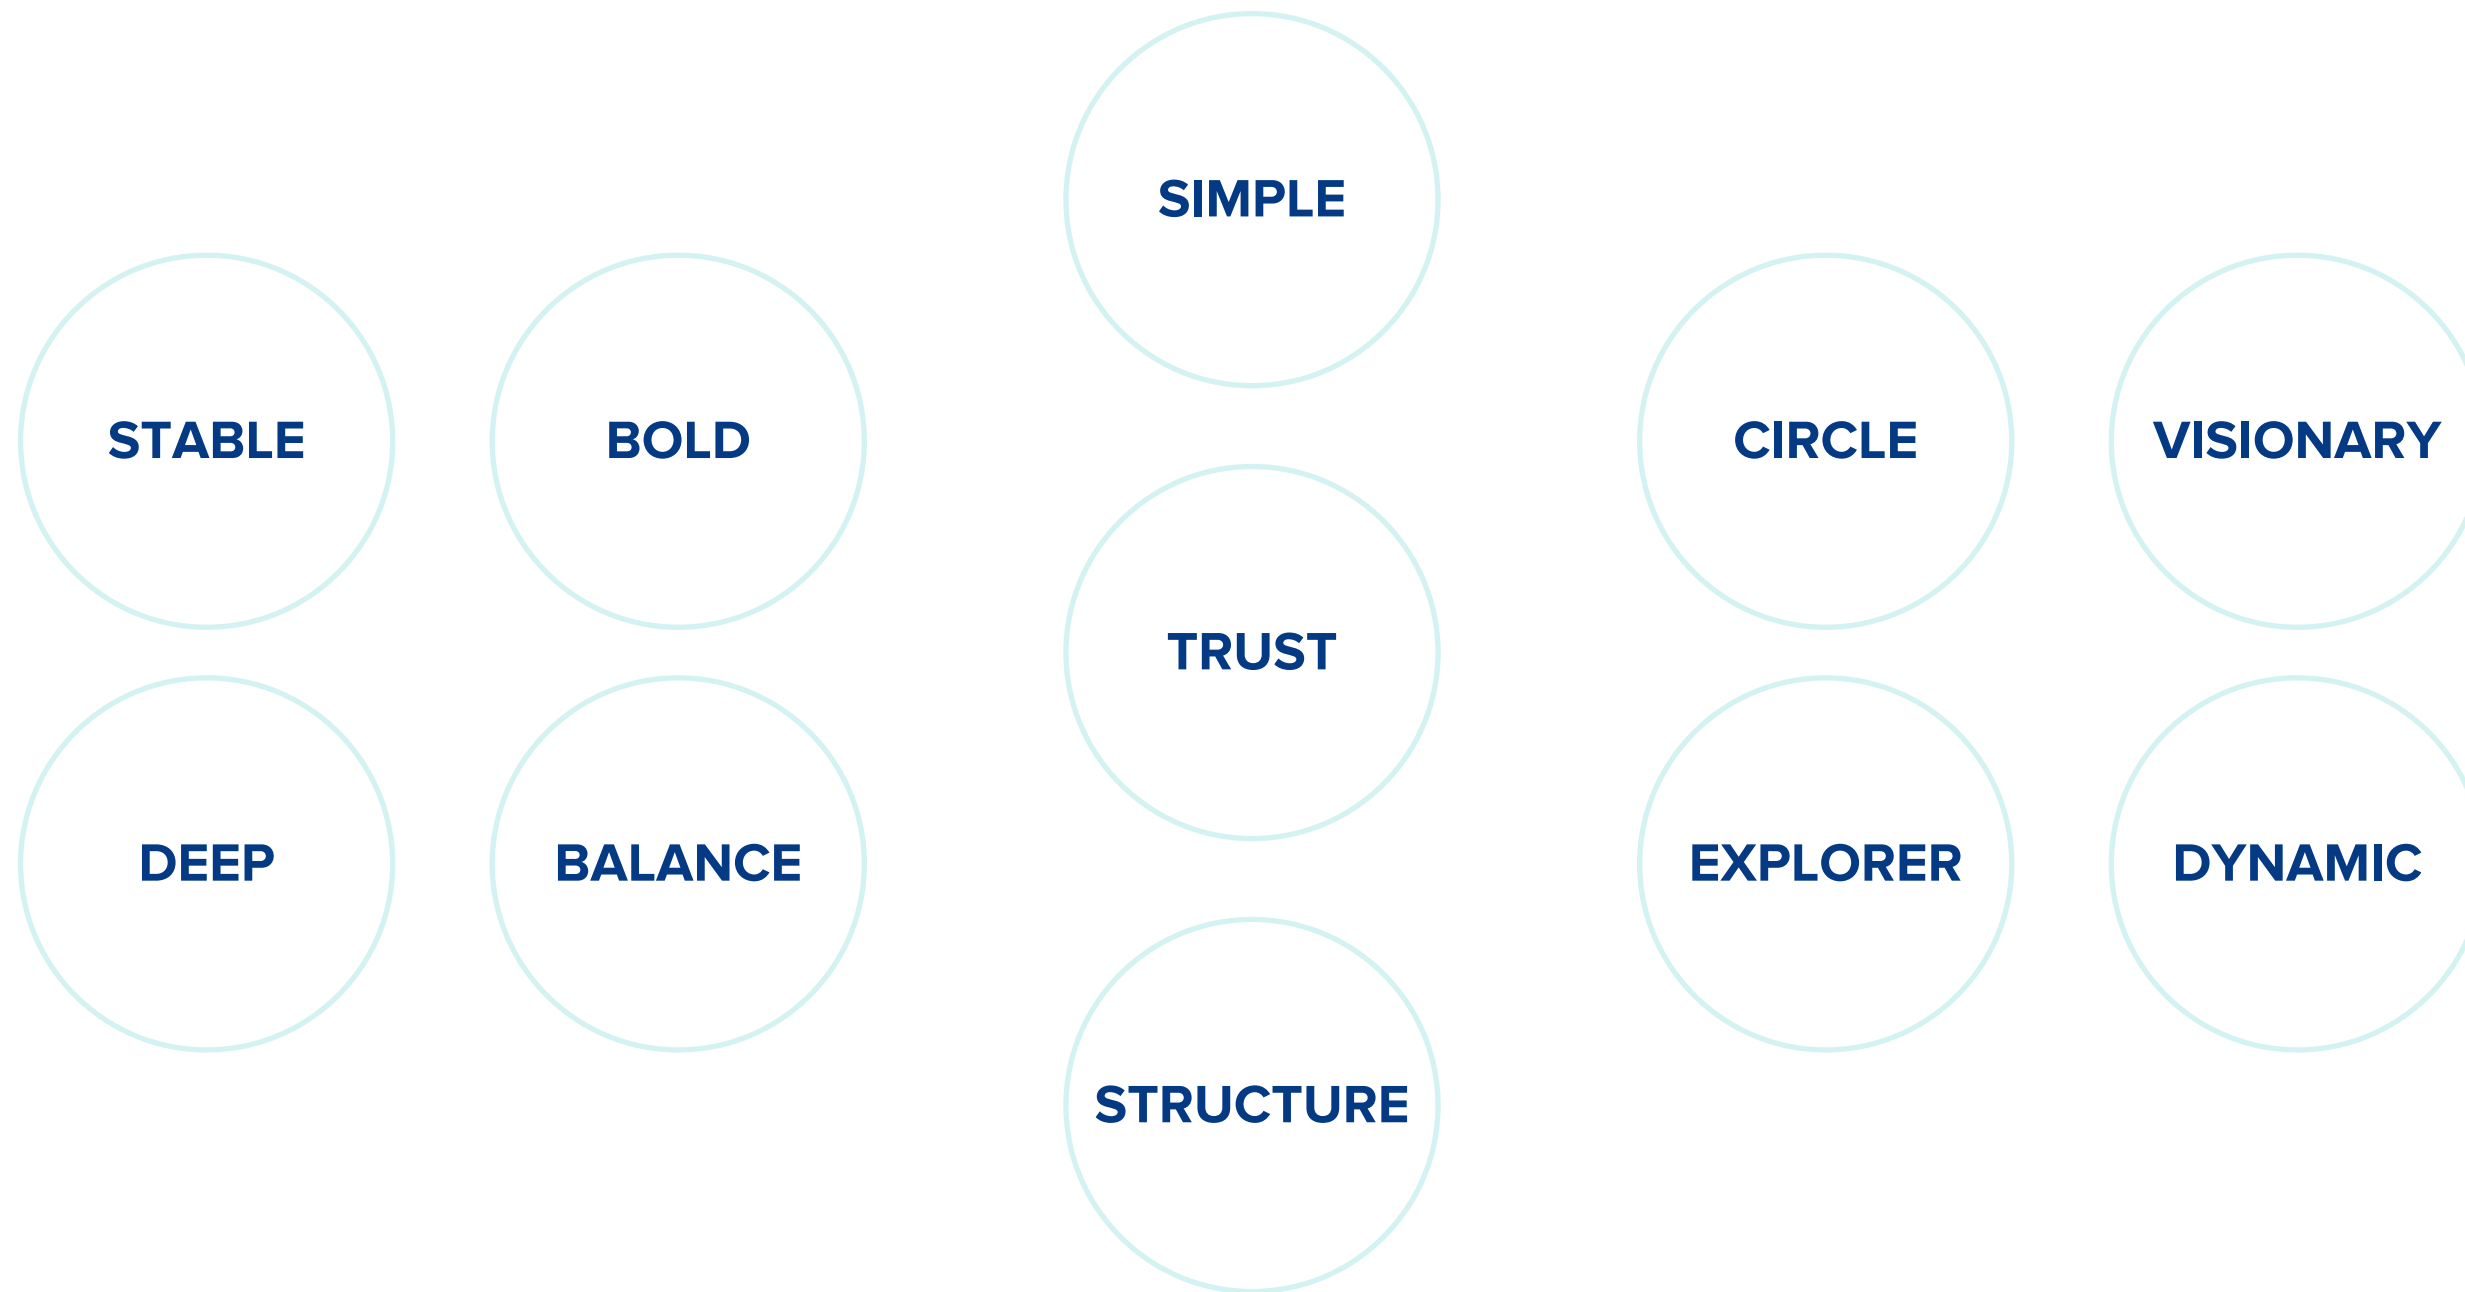 SIMPLE
STABLE
BOLD
CIRCLE
VISIONARY
TRUST
DEEP
BALANCE
EXPLORER
DYNAMIC
STRUCTURE